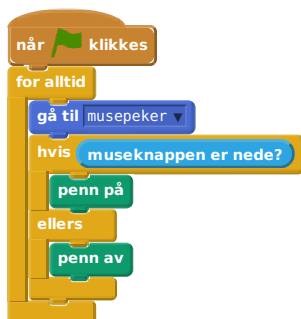 når klikkes
for alltid
gå til musepeker
hvis museknappen er nede?
penn på
ellers
penn av